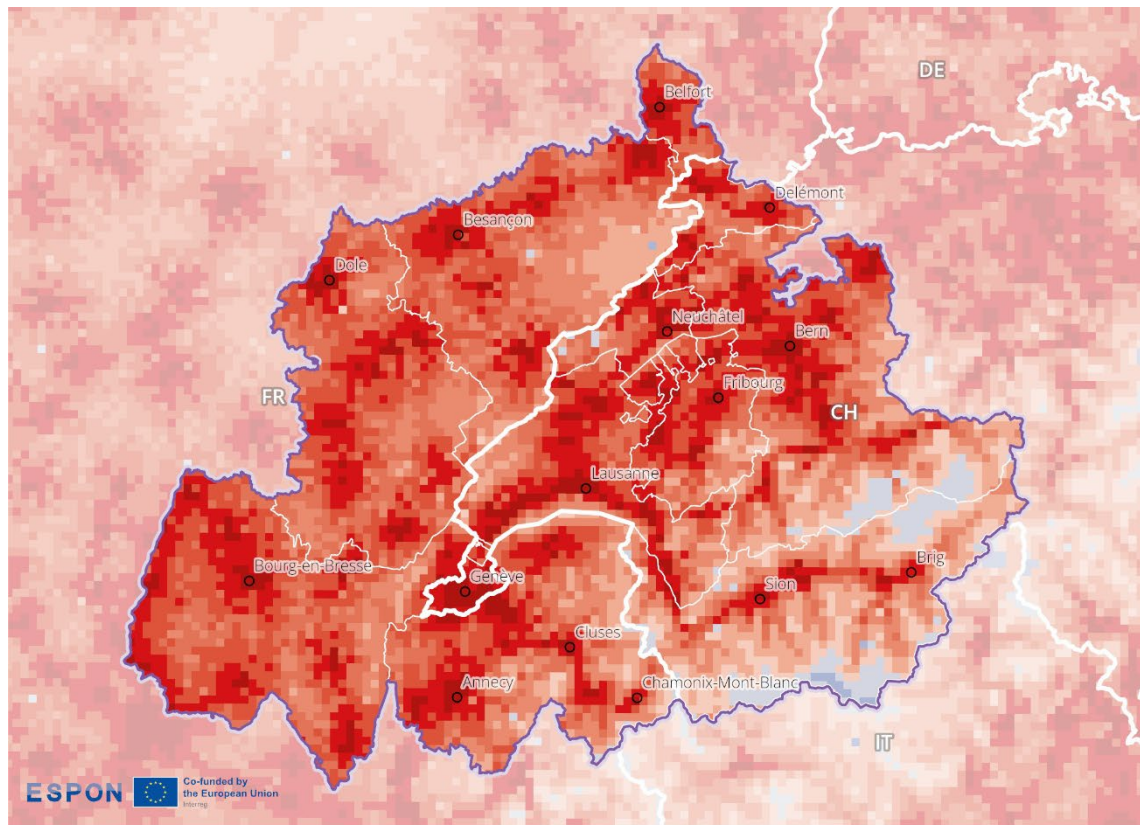 DE
Belfort
Delémont
Besançon
Dole
Neuchâtel
Bern
Fribourg
FR
CH
Lausanne
Bourg-en-Bresse
Genève
Brig
Sion
Cluses
Annecy
Chamonix-Mont-Blanc
IT
ESPON
Co-funded by
the European Union
Interreg